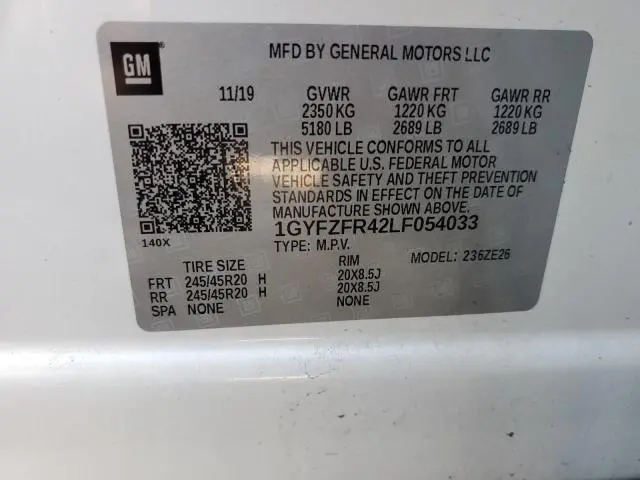 GM
MFD BY GENERAL MOTORS LLC
11/19 GVWR GAWR FRT GAWR RR
2350 KG 1220 KG 1220 KG
5180 LB 2689 LB 2689 LB
THIS VEHICLE CONFORMS TO ALL
APPLICABLE U.S. FEDERAL MOTOR
VEHICLE SAFETY AND THEFT PREVENTION
STANDARDS IN EFFECT ON THE DATE OF
MANUFACTURE SHOWN ABOVE.
140X
1GYFZFR42LF054033
TYPE: M.P.V. MODEL: 236ZE26
TIRE SIZE RIM
FRT 245/45R20 H 20X8.5J
RR 245/45R20 H 20X8.5J
SPA NONE NONE